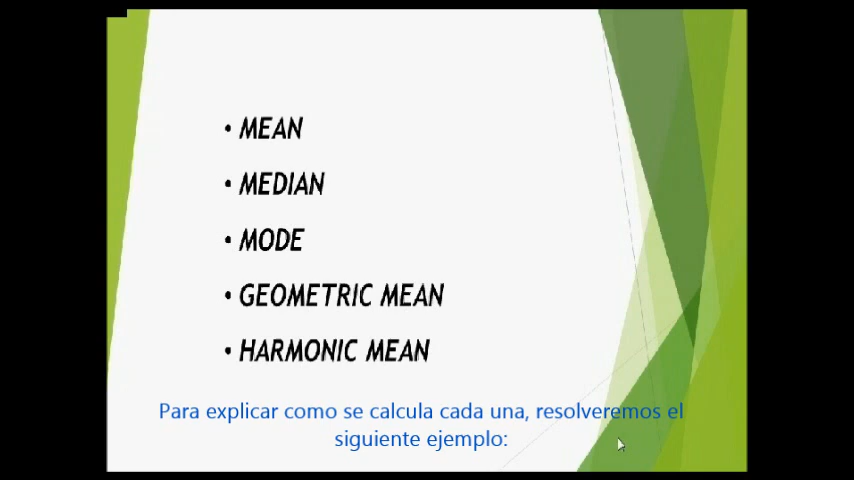 • MEAN
• MEDIAN
• MODE
• GEOMETRIC MEAN
• HARMONIC MEAN
Para explicar como se calcula cada una, resolveremos el
siguiente ejemplo: